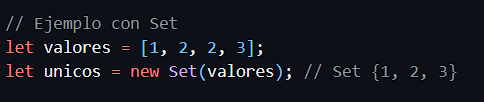 // Ejemplo con Set
let valores = [1, 2, 2, 3];
let unicos = new Set(valores); // Set {1, 2, 3}